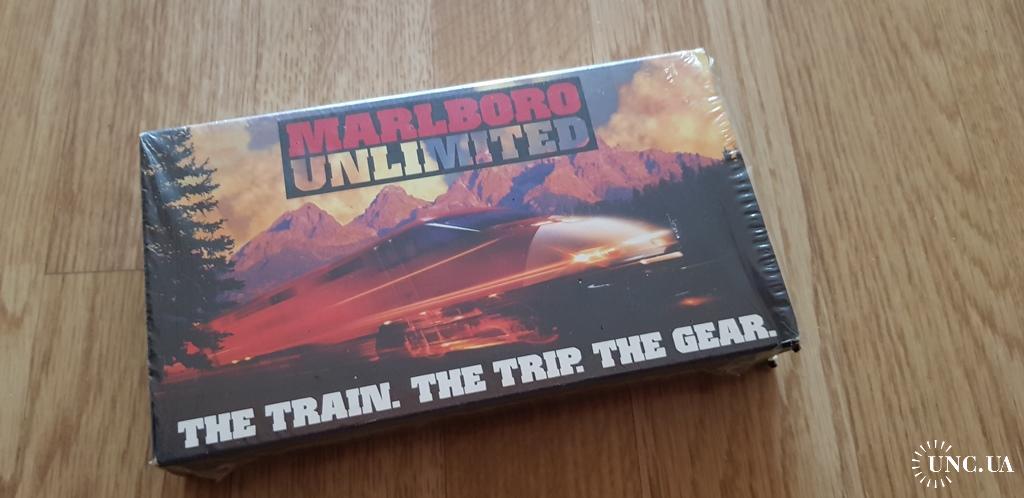 MARLBORO
UNLIMITED
THE TRAIN. THE TRIP. THE GEAR.
UNC.UA